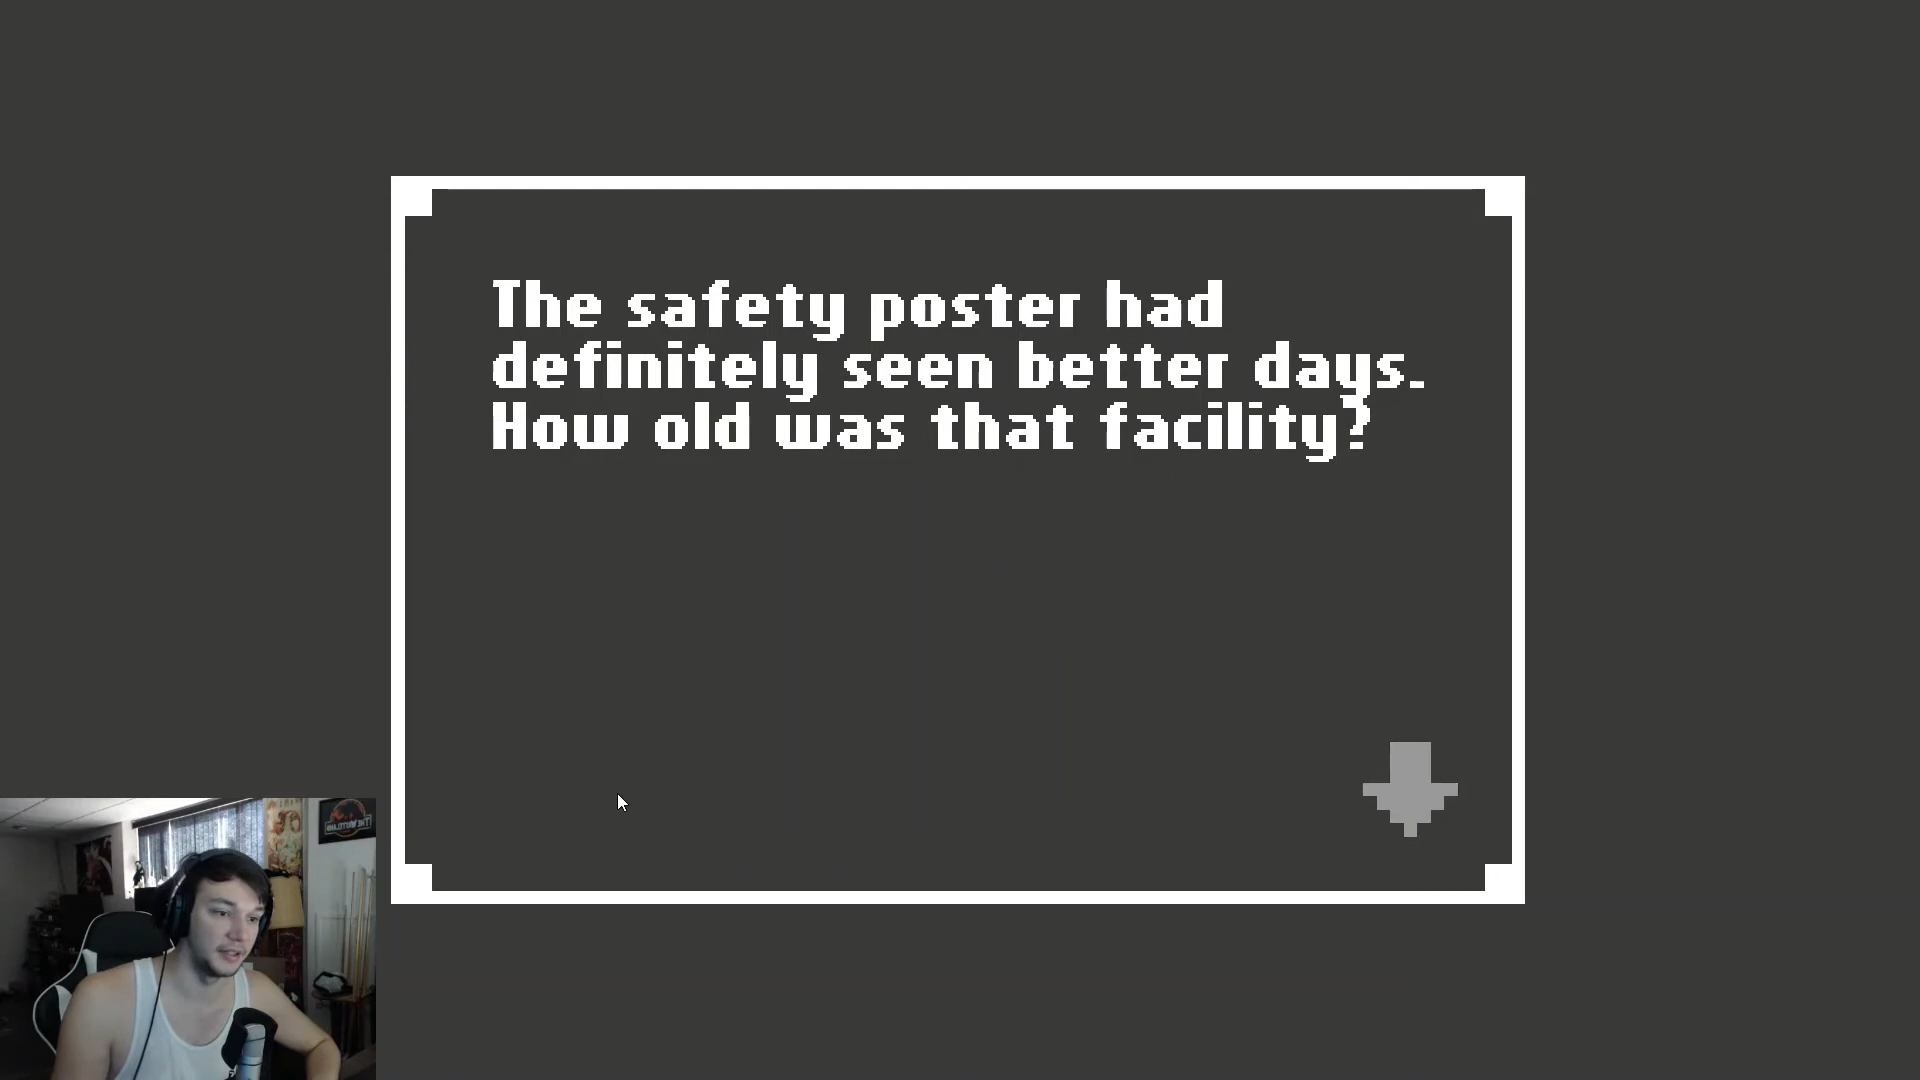 The safety poster had
definitely seen better days.
How old was that facility?